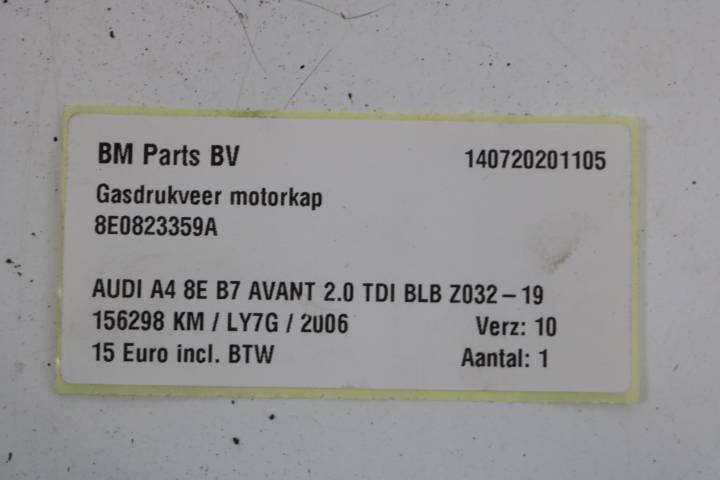 BM Parts BV 140720201105
Gasdrukveer motorkap
8E0823359A
AUDI A4 8E B7 AVANT 2.0 TDI BLB Z032-19
156298 KM / LY7G / 2006 Verz: 10
15 Euro incl. BTW Aantal: 1